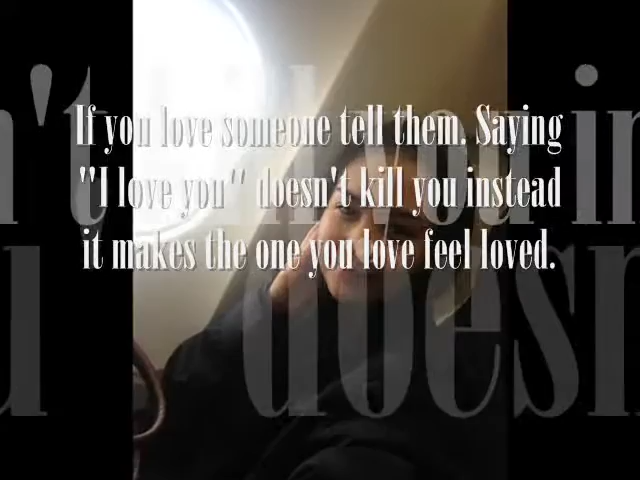 If you love someone tell them. Saying
"I love you" doesn't kill you instead
it makes the one you love feel loved.